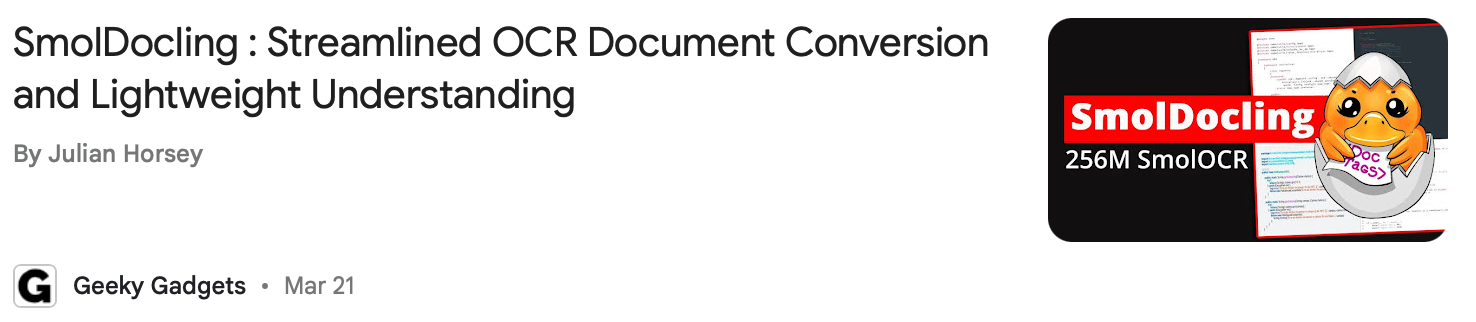 SmolDocling : Streamlined OCR Document Conversion
and Lightweight Understanding
By Julian Horsey
SmolDocling
256M SmolOCR
Doc
Tags>
G
Geeky Gadgets • Mar 21